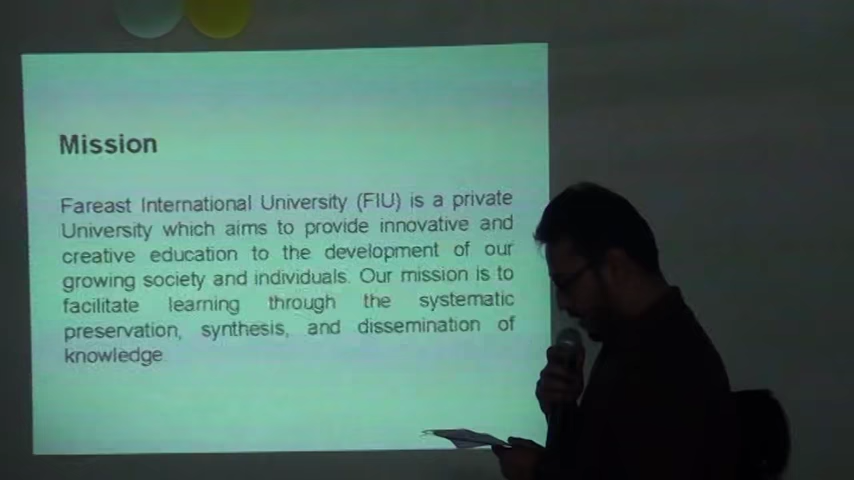 Mission
Fareast International University (FIU) is a private
University which aims to provide innovative and
creative education to the development of our
growing society and individuals. Our mission is to
facilitate learning through the systematic
preservation, synthesis, and dissemination of
knowledge